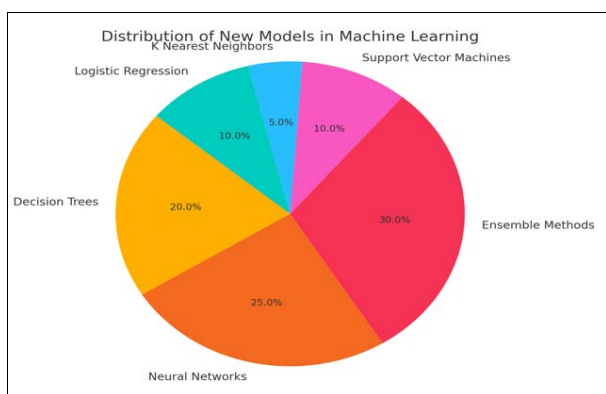 Distribution of New Models in Machine Learning
K Nearest Neighbors
Support Vector Machines
Logistic Regression
5.0%
10.0%
10.0%
Decision Trees
20.0%
30.0%
Ensemble Methods
25.0%
Neural Networks